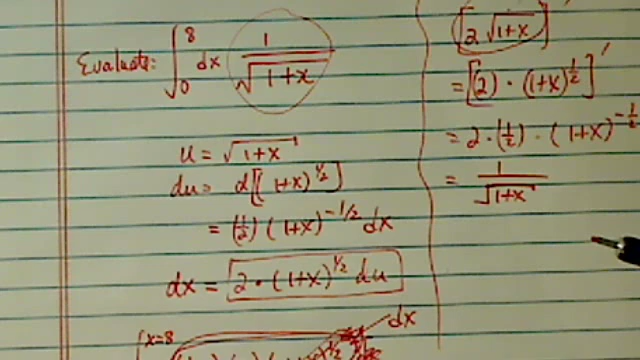 Evaluate: ∫₀⁸ dx 1/√(1+x)
u = √(1+x)
du = d[(1+x)^1/2]
= (1/2) (1+x)^-1/2 dx
dx = 2 · (1+x)^1/2 du
dx
x=8
[2 √(1+x)]'
= [(2) · (1+x)^1/2]'
= 2 · (1/2) · (1+x)^-1/2
= 1/√(1+x)